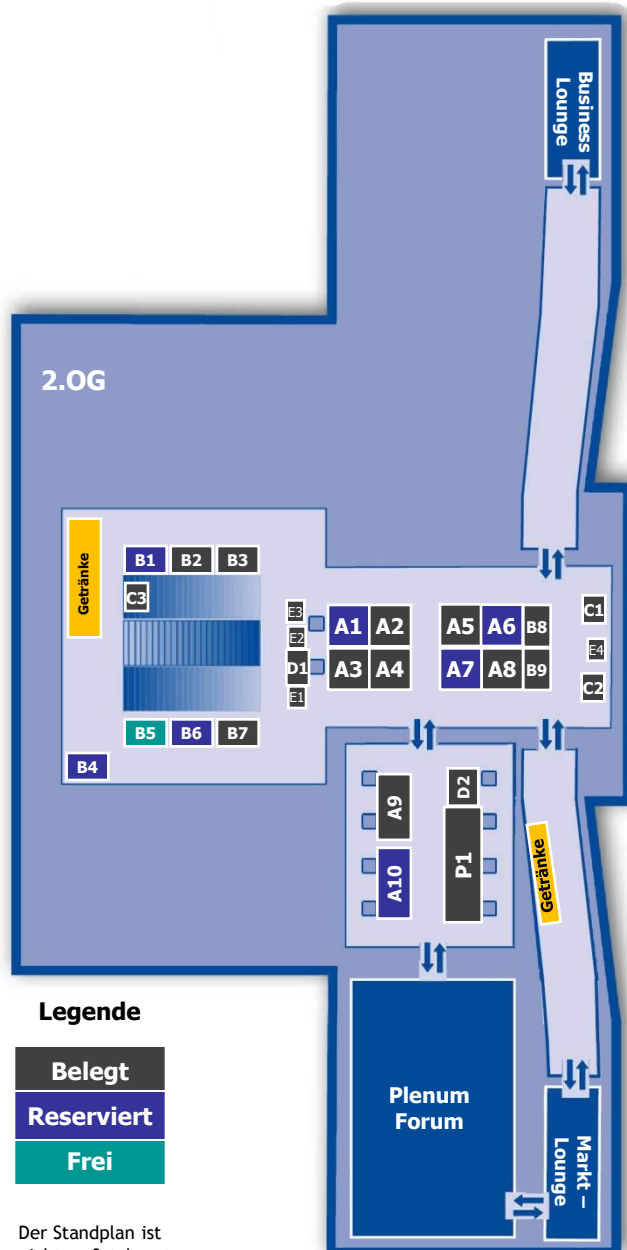 Business
Lounge
2.OG
Getränke
B1 B2 B3
C3
E3
E2
D1
E1
A1 A2
A3 A4
A5 A6 B8
A7 A8 B9
C1
E4
C2
B5 B6 B7
B4
A9
D2
A10
P1
Getränke
Legende
Belegt
Reserviert
Frei
Plenum
Forum
Markt –
Lounge
Der Standplan ist